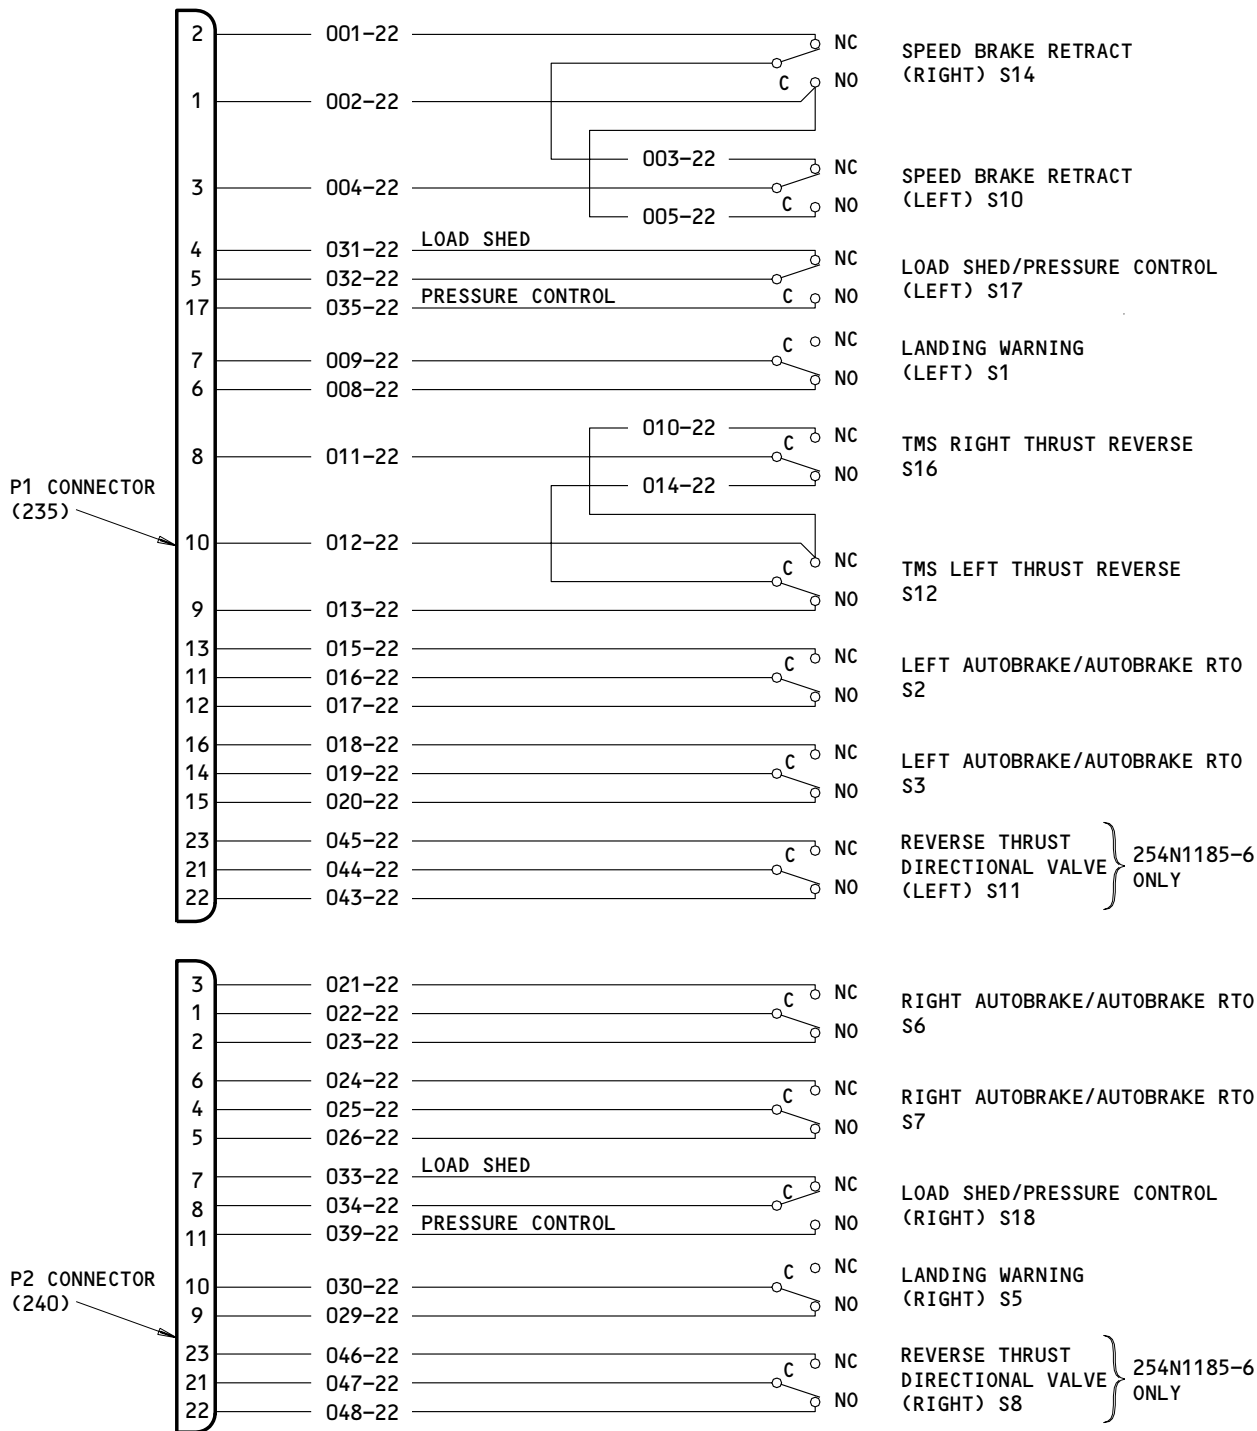 2 001-22 NC
SPEED BRAKE RETRACT
(RIGHT) S14
C NO
1 002-22
003-22 NC
3 004-22
SPEED BRAKE RETRACT
(LEFT) S10
C NO
005-22
4 031-22 LOAD SHED NC
5 032-22
LOAD SHED/PRESSURE CONTROL
(LEFT) S17
17 035-22 PRESSURE CONTROL C NO
C NC
7 009-22
LANDING WARNING
(LEFT) S1
6 008-22 NO
010-22 C NC
8 011-22
TMS RIGHT THRUST REVERSE
S16
NO
014-22
P1 CONNECTOR
(235)
10 012-22
C NC
TMS LEFT THRUST REVERSE
S12
9 013-22 NO
13 015-22 C NC
11 016-22
LEFT AUTOBRAKE/AUTOBRAKE RTO
S2
12 017-22 NO
16 018-22 C NC
14 019-22
LEFT AUTOBRAKE/AUTOBRAKE RTO
S3
15 020-22 NO
23 045-22 C NC
21 044-22
REVERSE THRUST
DIRECTIONAL VALVE
(LEFT) S11
254N1185-6
ONLY
22 043-22 NO
3 021-22 C NC
1 022-22
RIGHT AUTOBRAKE/AUTOBRAKE RTO
S6
2 023-22 NO
6 024-22 C NC
4 025-22
RIGHT AUTOBRAKE/AUTOBRAKE RTO
S7
5 026-22 NO
7 033-22 LOAD SHED C NC
8 034-22
LOAD SHED/PRESSURE CONTROL
(RIGHT) S18
11 039-22 PRESSURE CONTROL NO
P2 CONNECTOR
(240)
C NC
10 030-22
LANDING WARNING
(RIGHT) S5
9 029-22 NO
23 046-22 C NC
21 047-22
REVERSE THRUST
DIRECTIONAL VALVE
(RIGHT) S8
254N1185-6
ONLY
22 048-22 NO